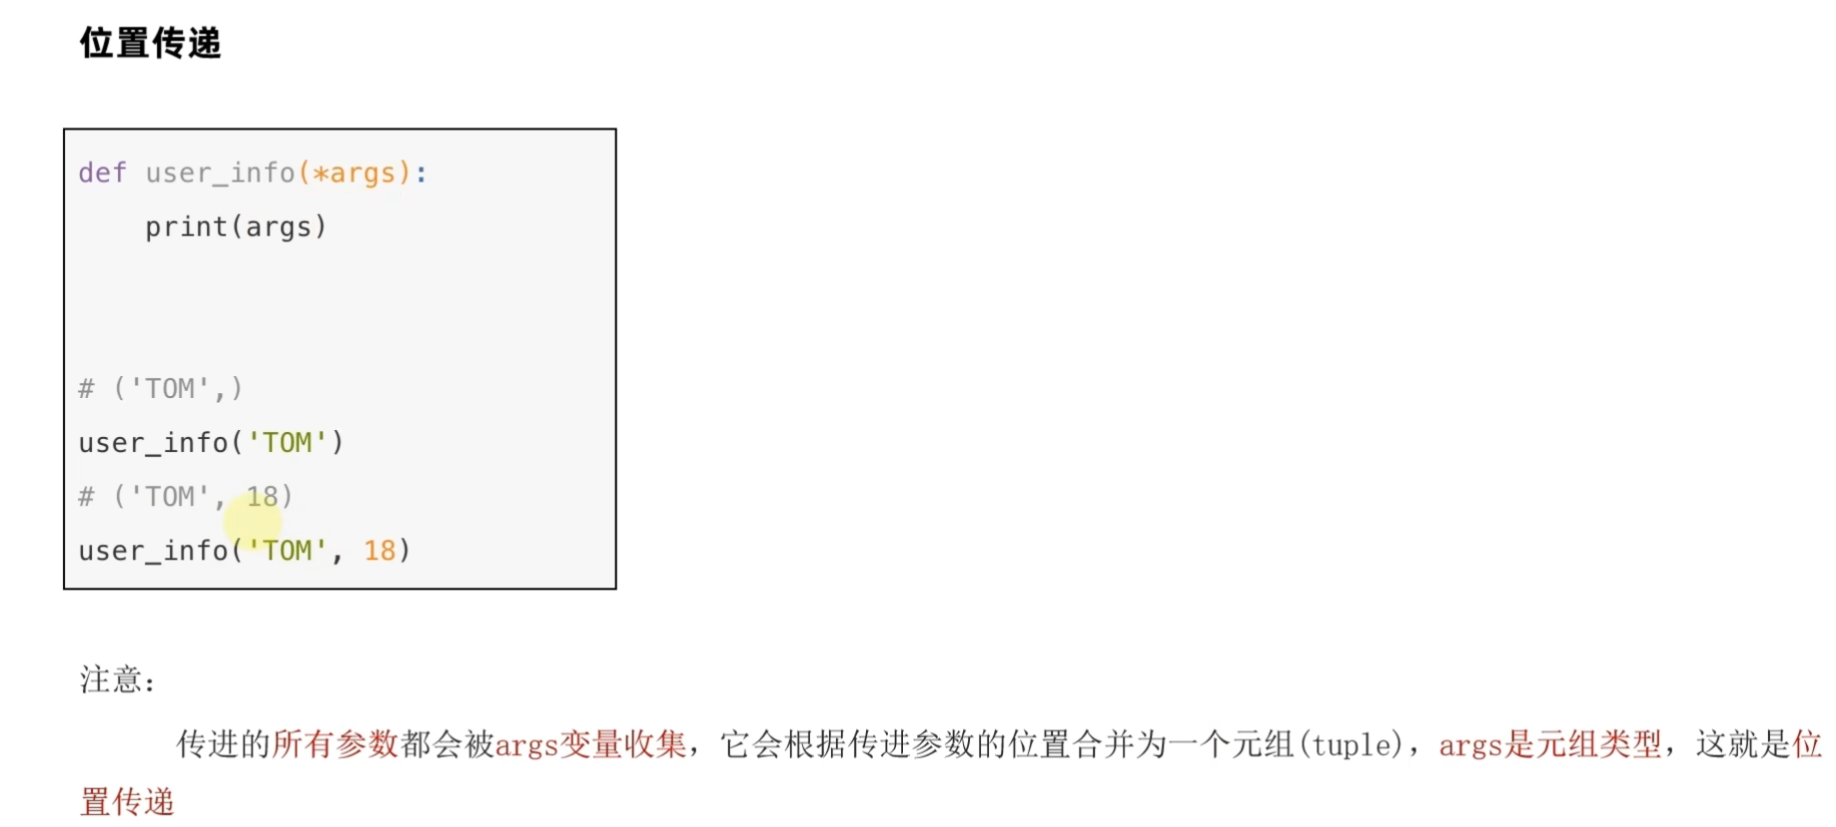 位置传递
def user_info(*args):
    print(args)
# ('TOM',)
user_info('TOM')
# ('TOM', 18)
user_info('TOM', 18)
注意：
传进的所有参数都会被args变量收集，它会根据传进参数的位置合并为一个元组(tuple)，args是元组类型，这就是位
置传递